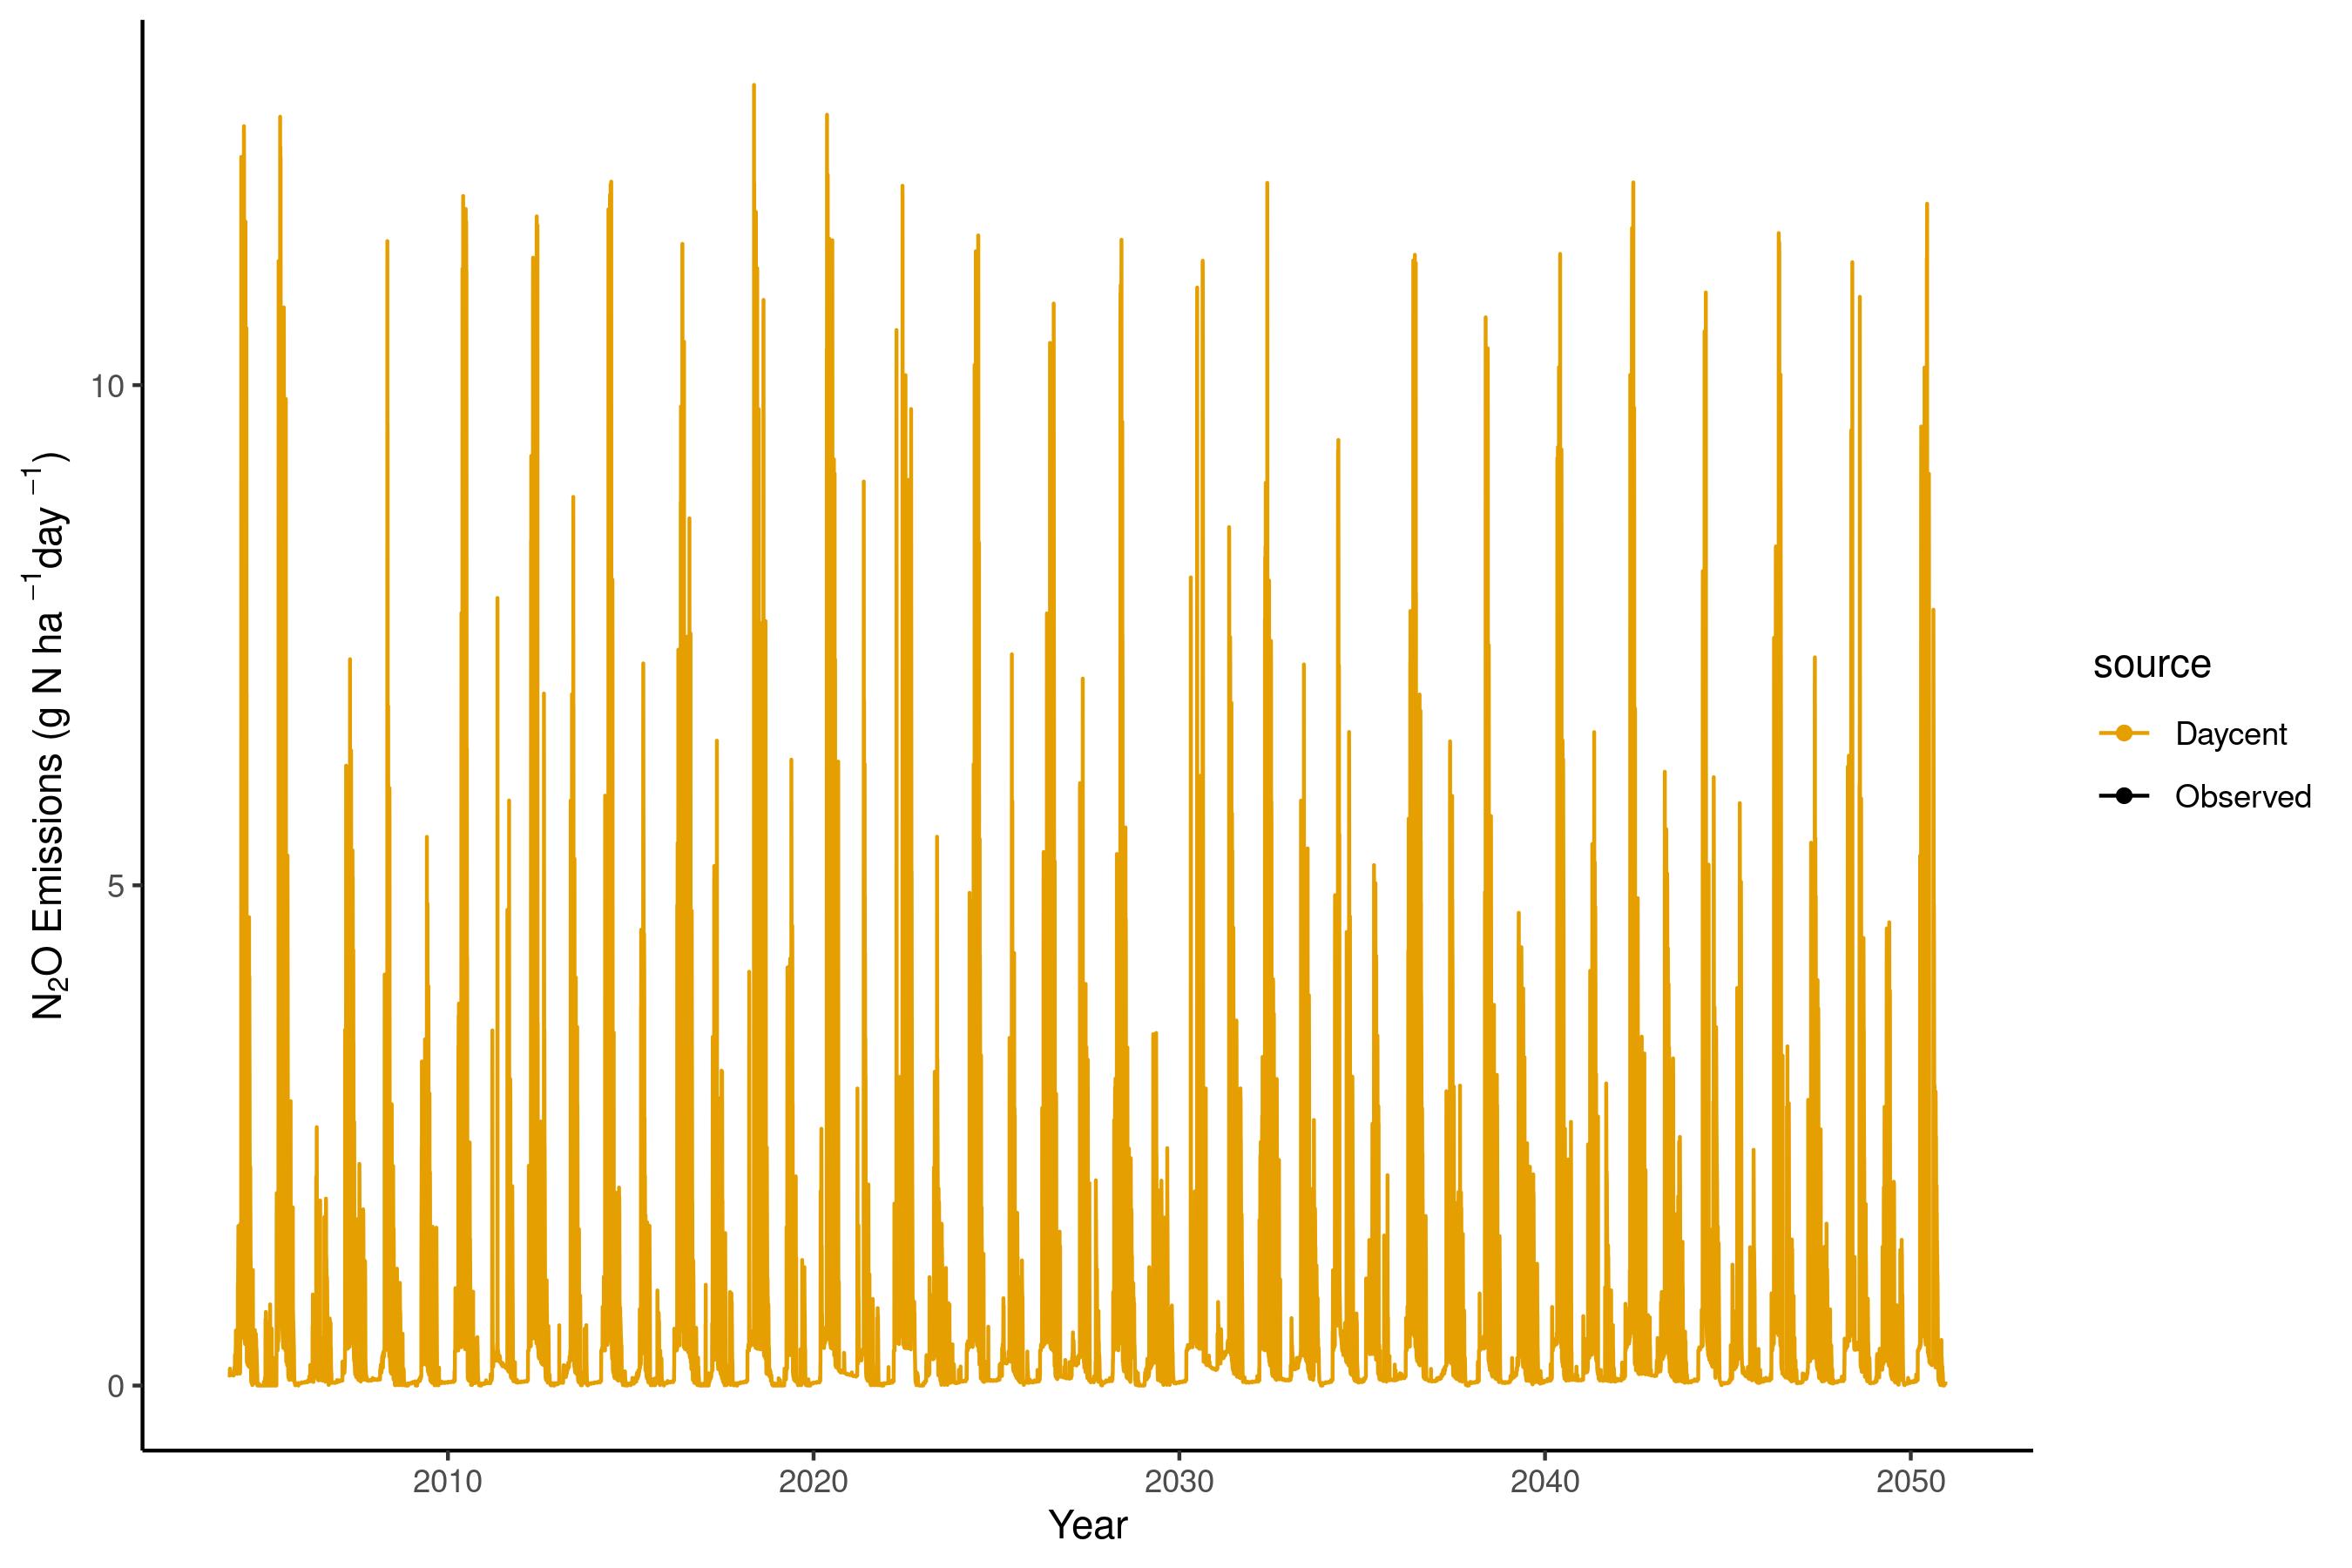 N₂O Emissions (g N ha ⁻¹day ⁻¹)
10
5
0
2010 2020 2030 2040 2050
Year
source
Daycent
Observed